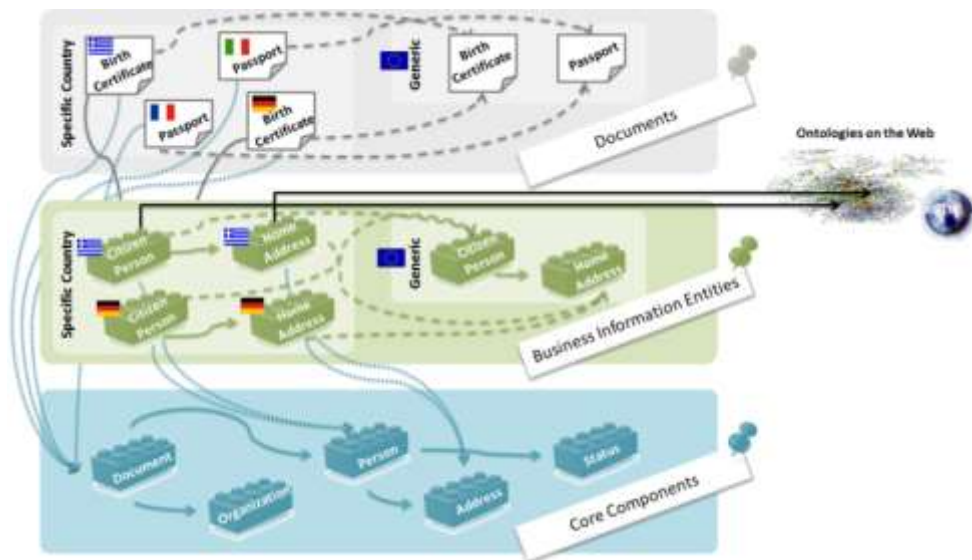 Specific Country
Birth
Certificate
Passport
Passport
Birth
Certificate
Generic
Birth
Certificate
Passport
Documents
Ontologies on the Web
Specific Country
Citizen
Person
Home
Address
Citizen
Person
Home
Address
Generic
Citizen
Person
Home
Address
Business Information Entities
Document
Organization
Person
Address
Status
Core Components